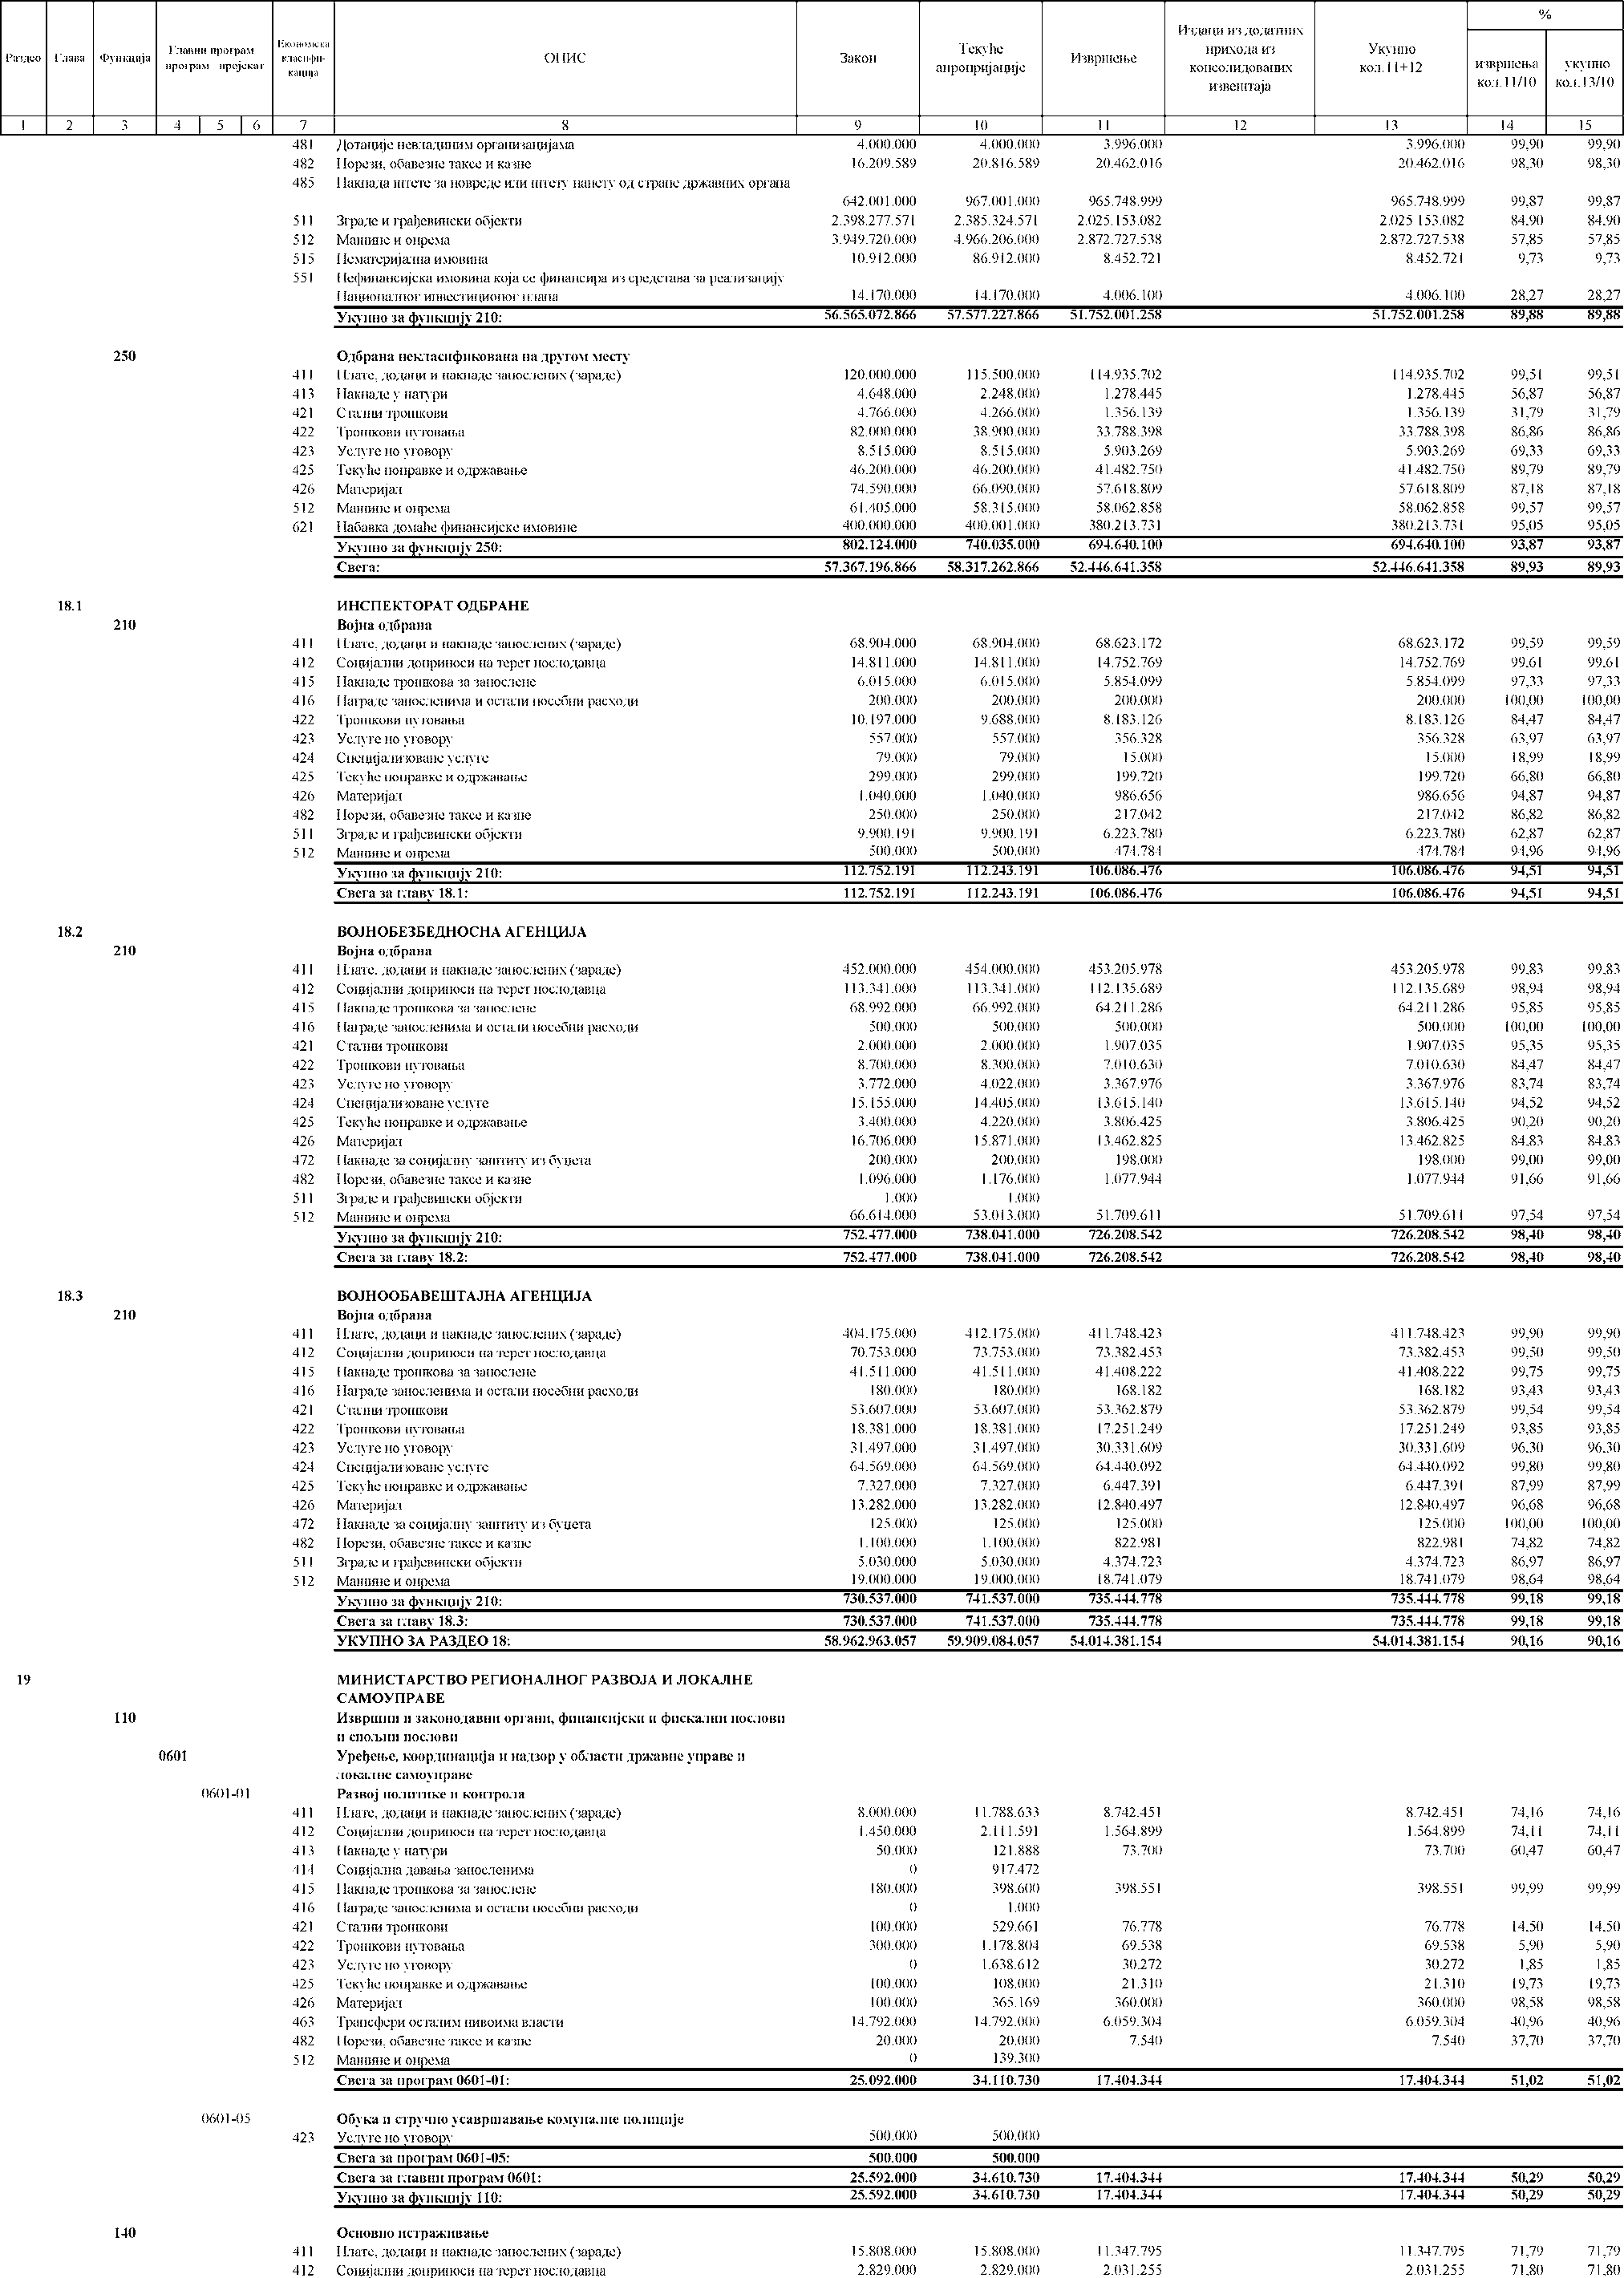 Раздео Глава Функција Главни програм програм пројекат Економска класифи-кација ОПИС Закон Текуће апропријације Извршење Издаци из додатних прихода из консолидованих извештаја Укупно кол.11+12 % извршења кол.11/10 укупно кол.13/10
1 2 3 4 5 6 7 8 9 10 11 12 13 14 15
481 Дотације невладиним организацијама 4.000.000 4.000.000 3.996.000 3.996.000 99,90 99,90
482 Порези, обавезне таксе и казне 16.209.589 20.816.589 20.462.016 20.462.016 98,30 98,30
485 Накнада штете за повреде или штету нанету од стране државних органа
642.001.000 967.001.000 965.748.999 965.748.999 99,87 99,87
511 Зграде и грађевински објекти 2.398.277.571 2.385.324.571 2.025.153.082 2.025.153.082 84,90 84,90
512 Машине и опрема 3.949.720.000 4.966.206.000 2.872.727.538 2.872.727.538 57,85 57,85
515 Нематеријална имовина 10.912.000 86.912.000 8.452.721 8.452.721 9,73 9,73
551 Нефинансијска имовина која се финансира из средстава за реализацију
Националног инвестиционог плана 14.170.000 14.170.000 4.006.100 4.006.100 28,27 28,27
Укупно за функцију 210: 56.565.072.866 57.577.227.866 51.752.001.258 51.752.001.258 89,88 89,88
250 Одбрана некласификована на другом месту
411 Плате, додаци и накнаде запослених (зараде) 120.000.000 115.500.000 114.935.702 114.935.702 99,51 99,51
413 Накнаде у натури 4.648.000 2.248.000 1.278.445 1.278.445 56,87 56,87
421 Стални трошкови 4.766.000 4.266.000 1.356.139 1.356.139 31,79 31,79
422 Трошкови путовања 82.000.000 38.900.000 33.788.398 33.788.398 86,86 86,86
423 Услуге по уговору 8.515.000 8.515.000 5.903.269 5.903.269 69,33 69,33
425 Текуће поправке и одржавање 46.200.000 46.200.000 41.482.750 41.482.750 89,79 89,79
426 Материјал 74.590.000 66.090.000 57.618.809 57.618.809 87,18 87,18
512 Машине и опрема 61.405.000 58.315.000 58.062.858 58.062.858 99,57 99,57
621 Набавка домаће финансијске имовине 400.000.000 400.001.000 380.213.731 380.213.731 95,05 95,05
Укупно за функцију 250: 802.124.000 740.035.000 694.640.100 694.640.100 93,87 93,87
Свега: 57.367.196.866 58.317.262.866 52.446.641.358 52.446.641.358 89,93 89,93
18.1 ИНСПЕКТОРАТ ОДБРАНЕ
210 Војна одбрана
411 Плате, додаци и накнаде запослених (зараде) 68.904.000 68.904.000 68.623.172 68.623.172 99,59 99,59
412 Социјални доприноси на терет послодавца 14.811.000 14.811.000 14.752.769 14.752.769 99,61 99,61
415 Накнаде трошкова за запослене 6.015.000 6.015.000 5.854.099 5.854.099 97,33 97,33
416 Награде запосленима и остали посебни расходи 200.000 200.000 200.000 200.000 100,00 100,00
422 Трошкови путовања 10.197.000 9.688.000 8.183.126 8.183.126 84,47 84,47
423 Услуге по уговору 557.000 557.000 356.328 356.328 63,97 63,97
424 Специјализоване услуге 79.000 79.000 15.000 15.000 18,99 18,99
425 Текуће поправке и одржавање 299.000 299.000 199.720 199.720 66,80 66,80
426 Материјал 1.040.000 1.040.000 986.656 986.656 94,87 94,87
482 Порези, обавезне таксе и казне 250.000 250.000 217.042 217.042 86,82 86,82
511 Зграде и грађевински објекти 9.900.191 9.900.191 6.223.780 6.223.780 62,87 62,87
512 Машине и опрема 500.000 500.000 474.784 474.784 94,96 94,96
Укупно за функцију 210: 112.752.191 112.243.191 106.086.476 106.086.476 94,51 94,51
Свега за главу 18.1: 112.752.191 112.243.191 106.086.476 106.086.476 94,51 94,51
18.2 ВОЈНОБЕЗБЕДНОСНА АГЕНЦИЈА
210 Војна одбрана
411 Плате, додаци и накнаде запослених (зараде) 452.000.000 454.000.000 453.205.978 453.205.978 99,83 99,83
412 Социјални доприноси на терет послодавца 113.341.000 113.341.000 112.135.689 112.135.689 98,94 98,94
415 Накнаде трошкова за запослене 68.992.000 66.992.000 64.211.286 64.211.286 95,85 95,85
416 Награде запосленима и остали посебни расходи 500.000 500.000 500.000 500.000 100,00 100,00
421 Стални трошкови 2.000.000 2.000.000 1.907.035 1.907.035 95,35 95,35
422 Трошкови путовања 8.700.000 8.300.000 7.010.630 7.010.630 84,47 84,47
423 Услуге по уговору 3.772.000 4.022.000 3.367.976 3.367.976 83,74 83,74
424 Специјализоване услуге 15.155.000 14.405.000 13.615.140 13.615.140 94,52 94,52
425 Текуће поправке и одржавање 3.400.000 4.220.000 3.806.425 3.806.425 90,20 90,20
426 Материјал 16.706.000 15.871.000 13.462.825 13.462.825 84,83 84,83
472 Накнаде за социјалну заштиту из буџета 200.000 200.000 198.000 198.000 99,00 99,00
482 Порези, обавезне таксе и казне 1.096.000 1.176.000 1.077.944 1.077.944 91,66 91,66
511 Зграде и грађевински објекти 1.000 1.000
512 Машине и опрема 66.614.000 53.013.000 51.709.611 51.709.611 97,54 97,54
Укупно за функцију 210: 752.477.000 738.041.000 726.208.542 726.208.542 98,40 98,40
Свега за главу 18.2: 752.477.000 738.041.000 726.208.542 726.208.542 98,40 98,40
18.3 ВОЈНООБАВЕШТАЈНА АГЕНЦИЈА
210 Војна одбрана
411 Плате, додаци и накнаде запослених (зараде) 404.175.000 412.175.000 411.748.423 411.748.423 99,90 99,90
412 Социјални доприноси на терет послодавца 70.753.000 73.753.000 73.382.453 73.382.453 99,50 99,50
415 Накнаде трошкова за запослене 41.511.000 41.511.000 41.408.222 41.408.222 99,75 99,75
416 Награде запосленима и остали посебни расходи 180.000 180.000 168.182 168.182 93,43 93,43
421 Стални трошкови 53.607.000 53.607.000 53.362.879 53.362.879 99,54 99,54
422 Трошкови путовања 18.381.000 18.381.000 17.251.249 17.251.249 93,85 93,85
423 Услуге по уговору 31.497.000 31.497.000 30.331.609 30.331.609 96,30 96,30
424 Специјализоване услуге 64.569.000 64.569.000 64.440.092 64.440.092 99,80 99,80
425 Текуће поправке и одржавање 7.327.000 7.327.000 6.447.391 6.447.391 87,99 87,99
426 Материјал 13.282.000 13.282.000 12.840.497 12.840.497 96,68 96,68
472 Накнаде за социјалну заштиту из буџета 125.000 125.000 125.000 125.000 100,00 100,00
482 Порези, обавезне таксе и казне 1.100.000 1.100.000 822.981 822.981 74,82 74,82
511 Зграде и грађевински објекти 5.030.000 5.030.000 4.374.723 4.374.723 86,97 86,97
512 Машине и опрема 19.000.000 19.000.000 18.741.079 18.741.079 98,64 98,64
Укупно за функцију 210: 730.537.000 741.537.000 735.444.778 735.444.778 99,18 99,18
Свега за главу 18.3: 730.537.000 741.537.000 735.444.778 735.444.778 99,18 99,18
УКУПНО ЗА РАЗДЕО 18: 58.962.963.057 59.909.084.057 54.014.381.154 54.014.381.154 90,16 90,16
19 МИНИСТАРСТВО РЕГИОНАЛНОГ РАЗВОЈА И ЛОКАЛНЕ
САМОУПРАВЕ
110 Извршни и законодавни органи, финансијски и фискални послови
и спољни послови
0601 Уређење, координација и надзор у области државне управе и
локалне самоуправе
0601-01 Развој политике и контрола
411 Плате, додаци и накнаде запослених (зараде) 8.000.000 11.788.633 8.742.451 8.742.451 74,16 74,16
412 Социјални доприноси на терет послодавца 1.450.000 2.111.591 1.564.899 1.564.899 74,11 74,11
413 Накнаде у натури 50.000 121.888 73.700 73.700 60,47 60,47
414 Социјална давања запосленима 0 917.472
415 Накнаде трошкова за запослене 180.000 398.600 398.551 398.551 99,99 99,99
416 Награде запосленима и остали посебни расходи 0 1.000
421 Стални трошкови 100.000 529.661 76.778 76.778 14,50 14,50
422 Трошкови путовања 300.000 1.178.804 69.538 69.538 5,90 5,90
423 Услуге по уговору 0 1.638.612 30.272 30.272 1,85 1,85
425 Текуће поправке и одржавање 100.000 108.000 21.310 21.310 19,73 19,73
426 Материјал 100.000 365.169 360.000 360.000 98,58 98,58
463 Трансфери осталим нивоима власти 14.792.000 14.792.000 6.059.304 6.059.304 40,96 40,96
482 Порези, обавезне таксе и казне 20.000 20.000 7.540 7.540 37,70 37,70
512 Машине и опрема 0 139.300
Свега за програм 0601-01: 25.092.000 34.110.730 17.404.344 17.404.344 51,02 51,02
0601-05 Обука и стручно усавршавање комуналне полиције
423 Услуге по уговору 500.000 500.000
Свега за програм 0601-05: 500.000 500.000
Свега за главни програм 0601: 25.592.000 34.610.730 17.404.344 17.404.344 50,29 50,29
Укупно за функцију 110: 25.592.000 34.610.730 17.404.344 17.404.344 50,29 50,29
140 Основно истраживање
411 Плате, додаци и накнаде запослених (зараде) 15.808.000 15.808.000 11.347.795 11.347.795 71,79 71,79
412 Социјални доприноси на терет послодавца 2.829.000 2.829.000 2.031.255 2.031.255 71,80 71,80